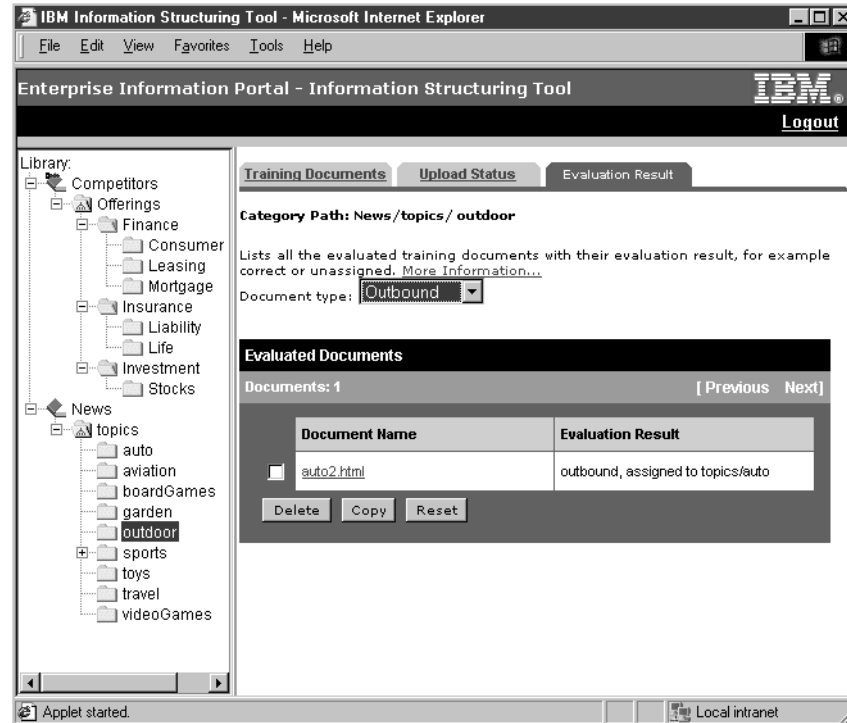 IBM Information Structuring Tool - Microsoft Internet Explorer
File Edit View Favorites Tools Help
Enterprise Information Portal - Information Structuring Tool
IBM®
Logout
Library:
Competitors
Offerings
Finance
Consumer
Leasing
Mortgage
Insurance
Liability
Life
Investment
Stocks
News
topics
auto
aviation
boardGames
garden
outdoor
sports
toys
travel
videoGames
Training Documents Upload Status Evaluation Result
Category Path: News/topics/ outdoor
Lists all the evaluated training documents with their evaluation result, for example
correct or unassigned. More Information...
Document type: Outbound
Evaluated Documents
Documents: 1 [ Previous Next]
Document Name Evaluation Result
auto2.html outbound, assigned to topics/auto
Delete Copy Reset
Applet started. Local intranet